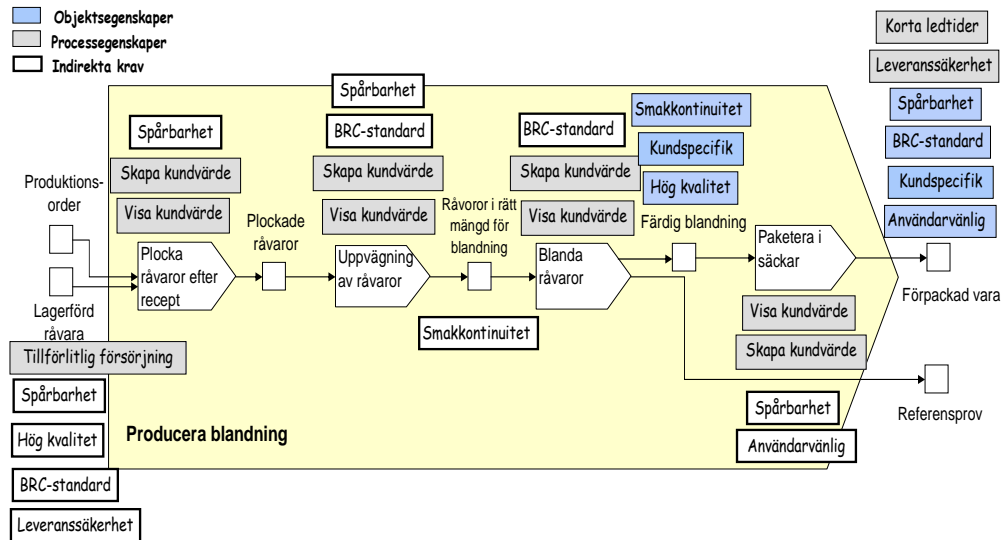 Objektsegenskaper
Processegenskaper
Indirekta krav
Korta ledtider
Leveranssäkerhet
Spårbarhet
BRC-standard
Kundspecifik
Användarvänlig
Spårbarhet
Spårbarhet
BRC-standard
BRC-standard
Smakkontinuitet
Kundspecifik
Hög kvalitet
Skapa kundvärde
Skapa kundvärde
Skapa kundvärde
Visa kundvärde
Visa kundvärde
Visa kundvärde
Produktions-
order
Plockade
råvaror
Råvoror i rätt
mängd för
blandning
Färdig blandning
Plocka
råvaror efter
recept
Uppvägning
av råvaror
Blanda
råvaror
Paketera i
säckar
Lagerförd
råvara
Förpackad vara
Visa kundvärde
Skapa kundvärde
Smakkontinuitet
Tillförlitlig försörjning
Spårbarhet
Hög kvalitet
BRC-standard
Leveranssäkerhet
Producera blandning
Spårbarhet
Användarvänlig
Referensprov